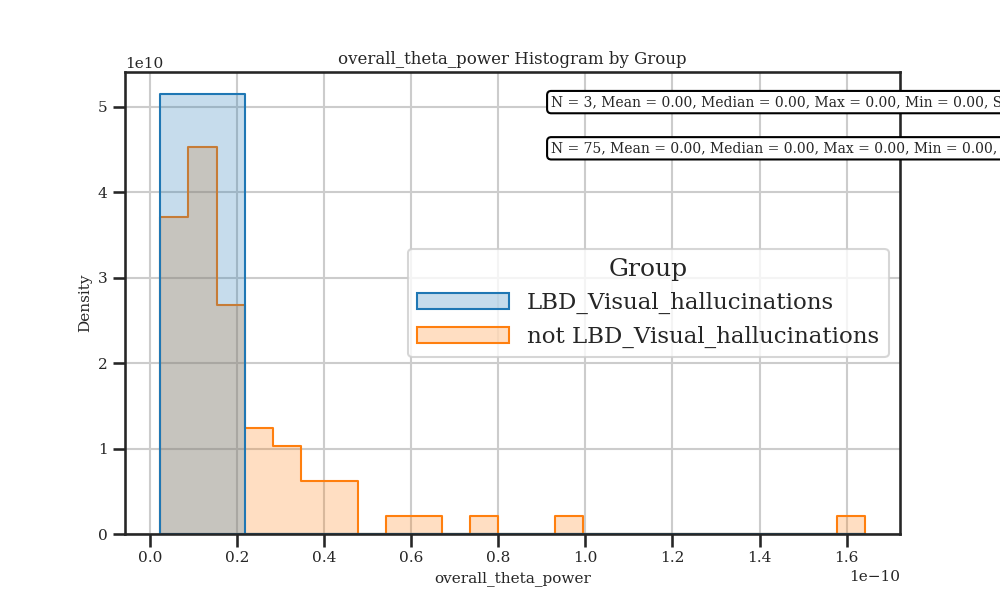 overall_theta_power Histogram by Group
1e10
N = 3, Mean = 0.00, Median = 0.00, Max = 0.00, Min = 0.00, S
N = 75, Mean = 0.00, Median = 0.00, Max = 0.00, Min = 0.00,
5
4
3
2
1
0
Density
Group
LBD_Visual_hallucinations
not LBD_Visual_hallucinations
0.0 0.2 0.4 0.6 0.8 1.0 1.2 1.4 1.6
1e−10
overall_theta_power